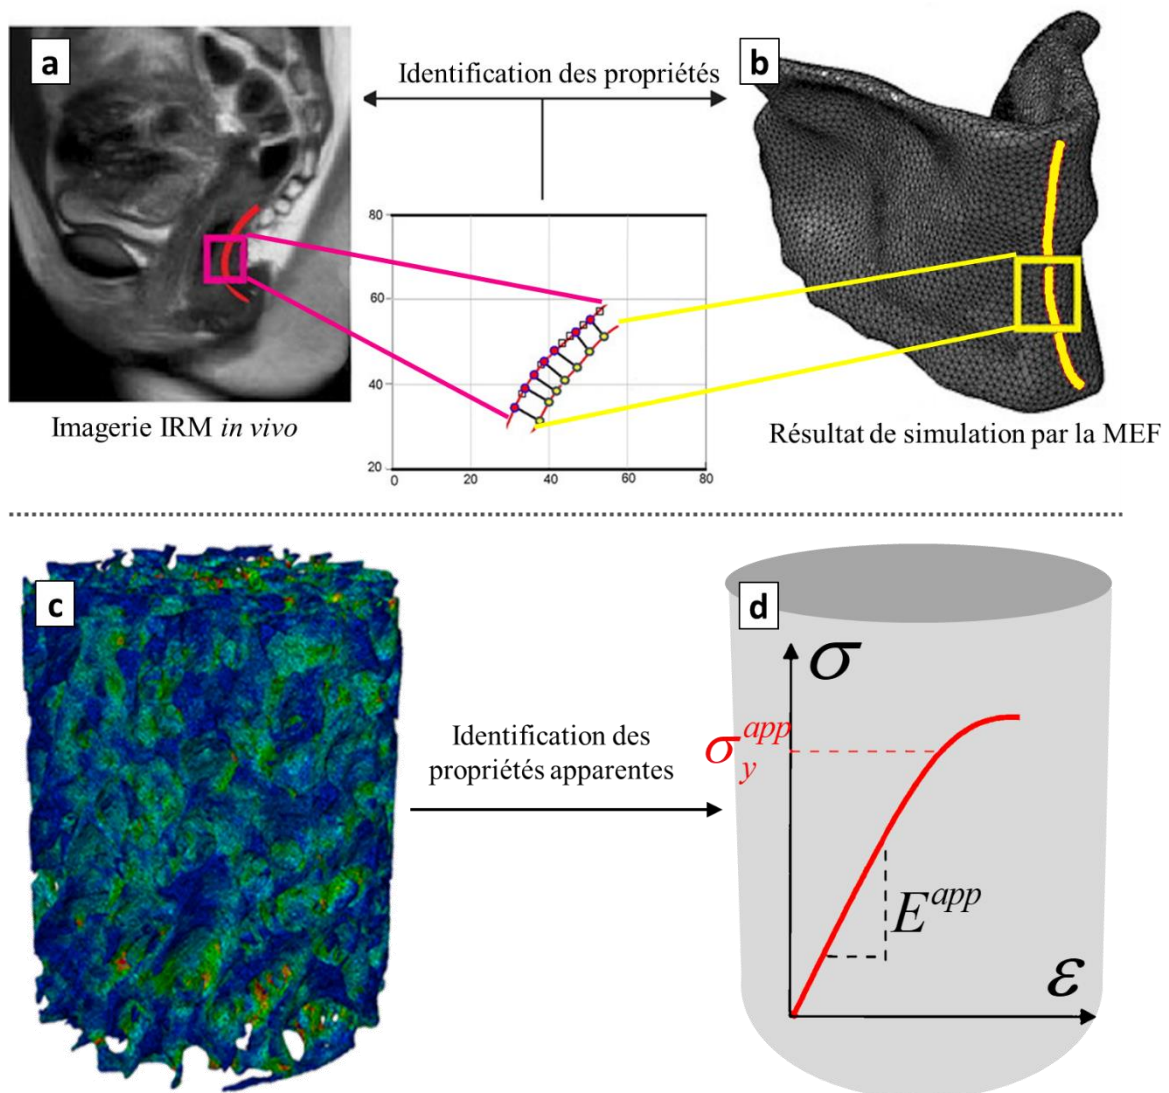 a
Identification des propriétés
b
80
60
40
20
0
20
40
60
80
Imagerie IRM in vivo
Résultat de simulation par la MEF
c
d
σ
σ_y^{app}
Identification des
propriétés apparentes
E^{app}
ε